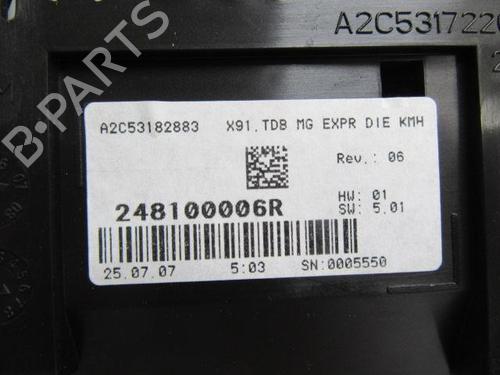 A2C5317220
A2C53182883 X91.TDB MG EXPR DIE KMH
Rev.: 06
HW: 01
248100006R
SW: 5.01
25.07.07 5:03 SN:0005550
B-Parts